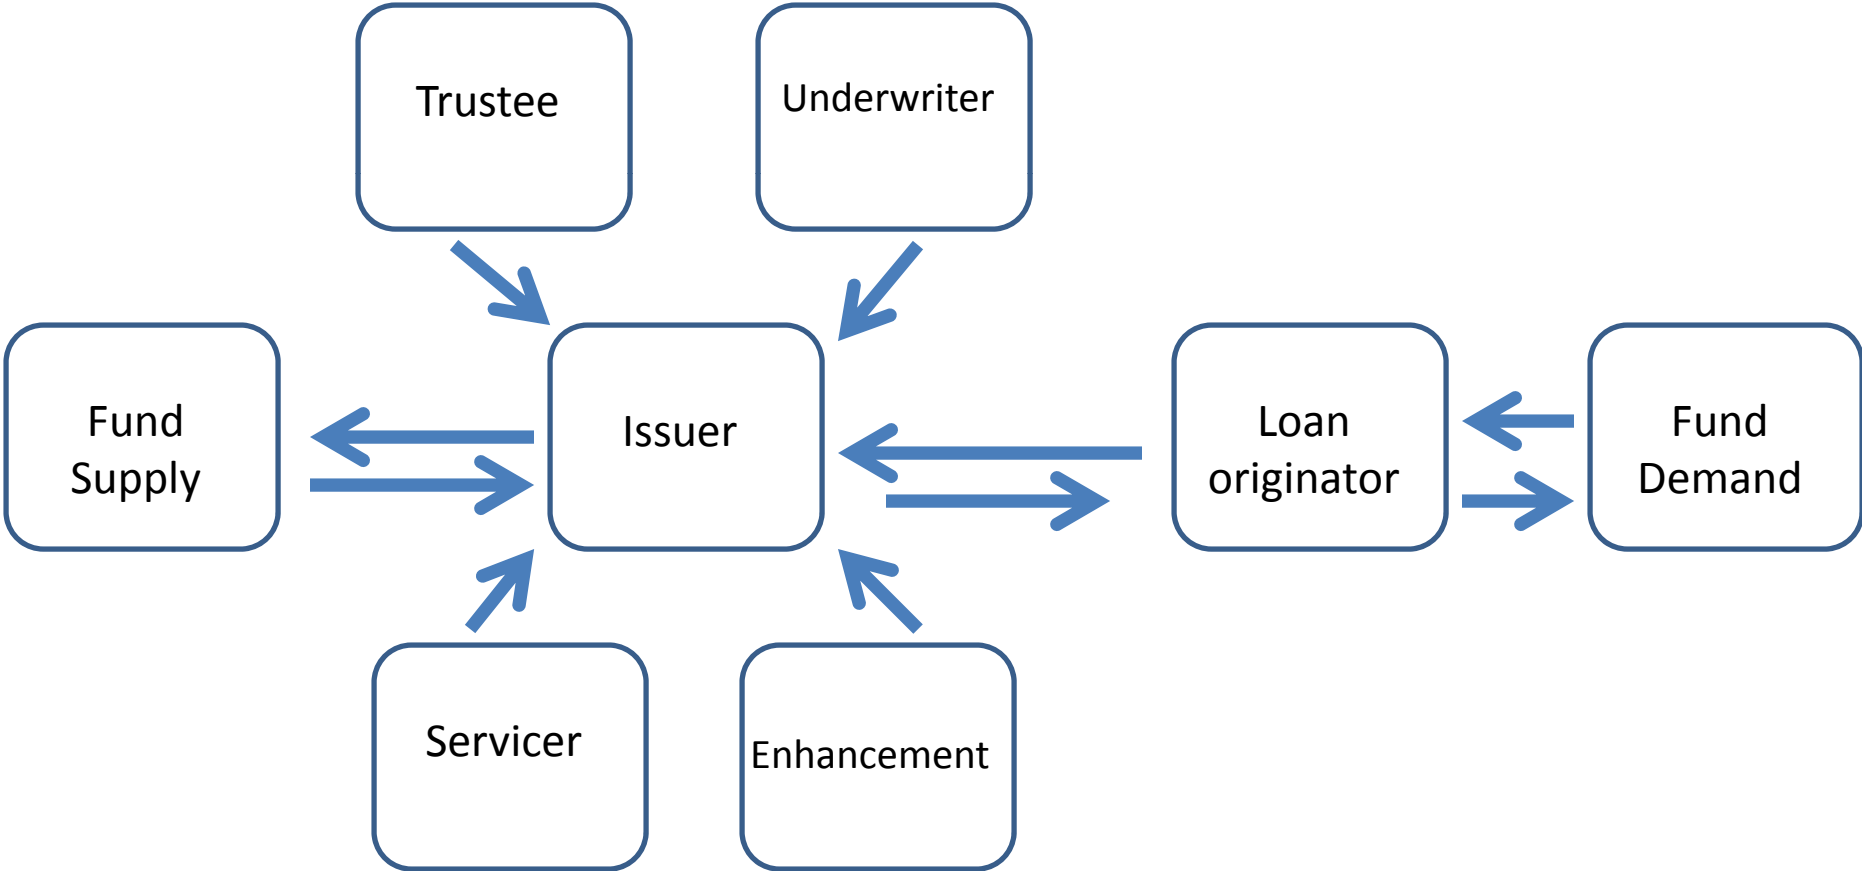 Trustee
Underwriter
Fund
Supply
Issuer
Loan
originator
Fund
Demand
Servicer
Enhancement